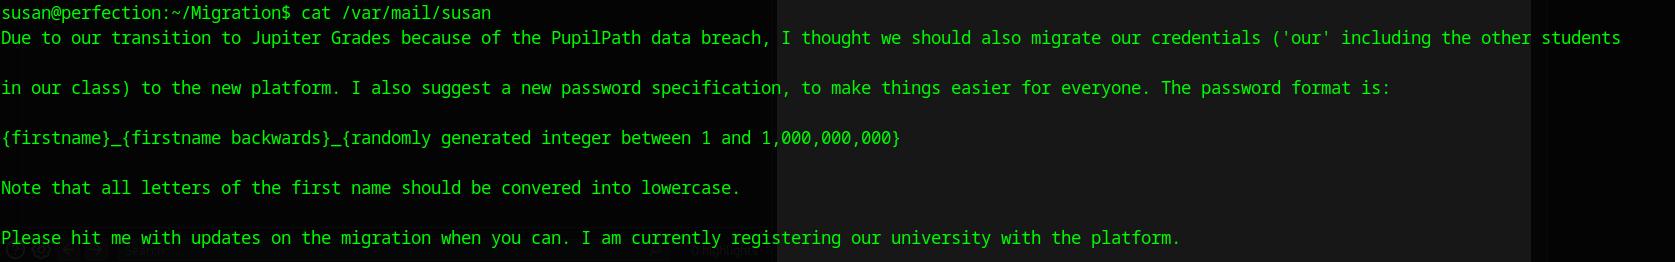 susan@perfection:~/Migration$ cat /var/mail/susan
Due to our transition to Jupiter Grades because of the PupilPath data breach, I thought we should also migrate our credentials ('our' including the other students
in our class) to the new platform. I also suggest a new password specification, to make things easier for everyone. The password format is:
{firstname}_{firstname backwards}_{randomly generated integer between 1 and 1,000,000,000}
Note that all letters of the first name should be convered into lowercase.
Please hit me with updates on the migration when you can. I am currently registering our university with the platform.